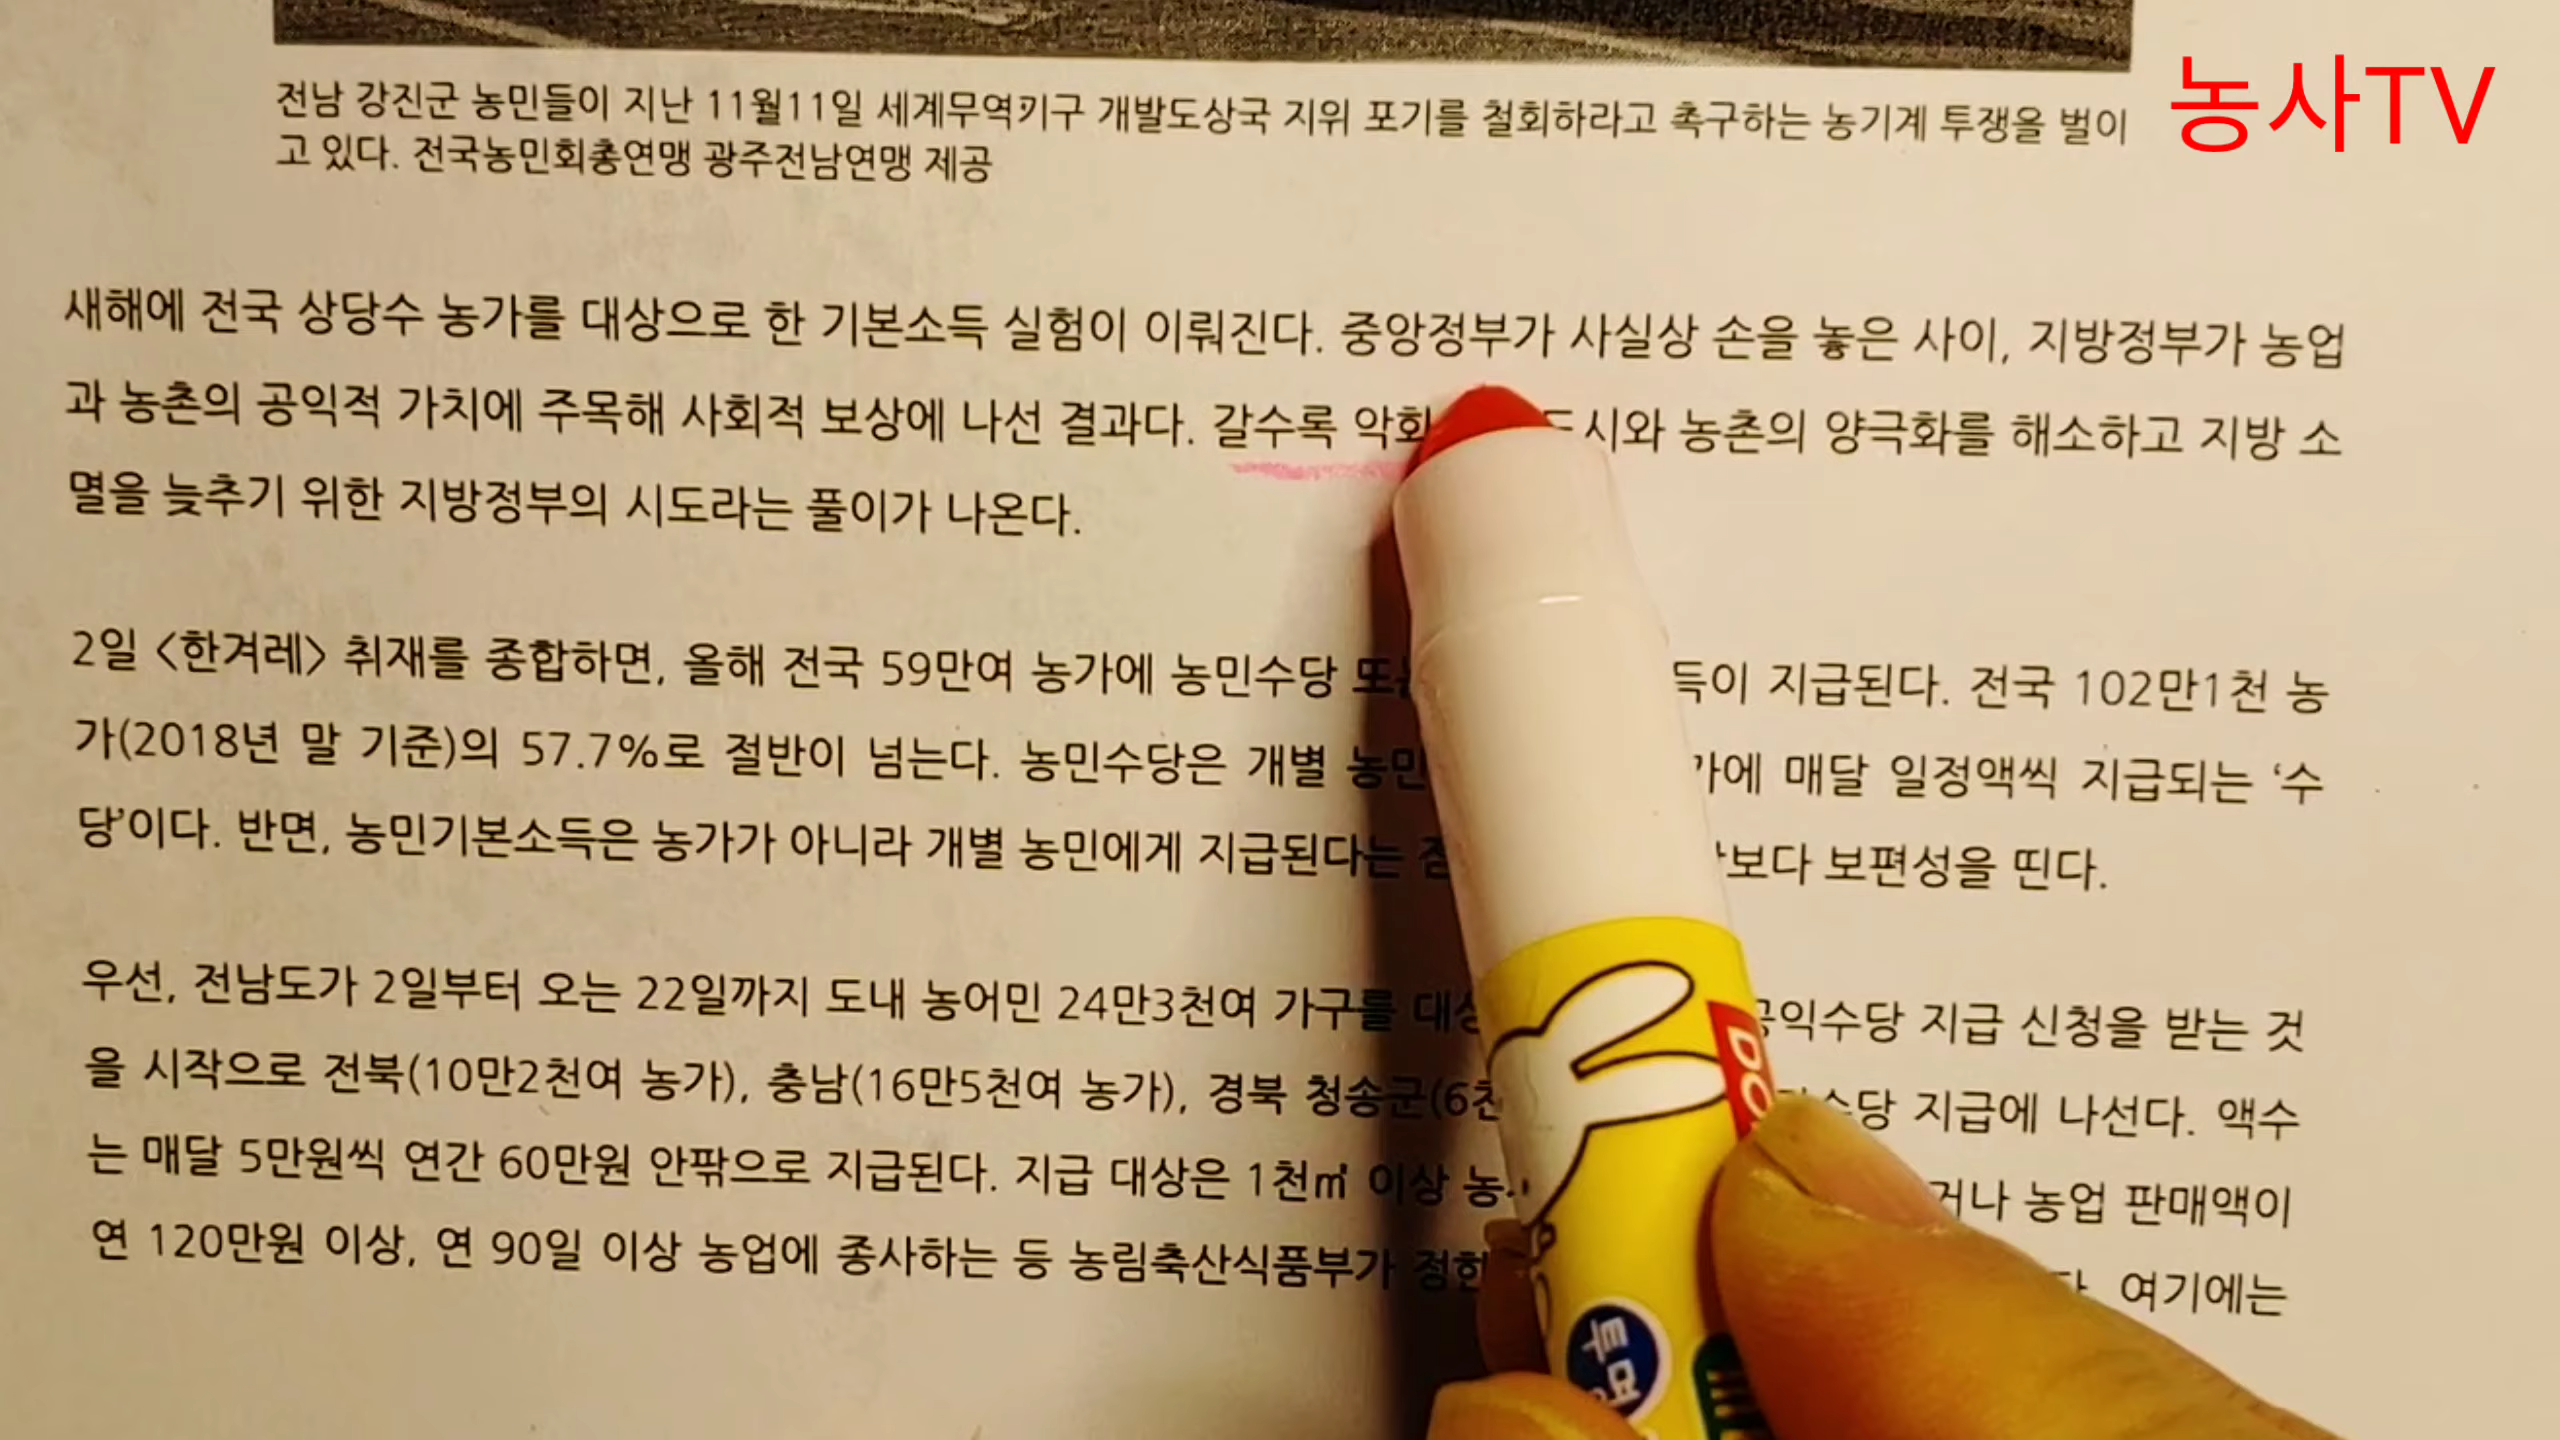 농사TV
전남 강진군 농민들이 지난 11월11일 세계무역기구 개발도상국 지위 포기를 철회하라고 촉구하는 농기계 투쟁을 벌이
고 있다. 전국농민회총연맹 광주전남연맹 제공
새해에 전국 상당수 농가를 대상으로 한 기본소득 실험이 이뤄진다. 중앙정부가 사실상 손을 놓은 사이, 지방정부가 농업
과 농촌의 공익적 가치에 주목해 사회적 보상에 나선 결과다. 갈수록 농촌의 양극화를 해소하고 지방 소
멸을 늦추기 위한 지방정부의 시도라는 풀이가 나온다.
2일 <한겨레> 취재를 종합하면, 올해 전국 59만여 농가에 농민수당 지급된다. 전국 102만1천 농
가(2018년 말 기준)의 57.7%로 절반이 넘는다. 농민수당은 개별 매달 일정액씩 지급되는 ‘수
당’이다. 반면, 농민기본소득은 농가가 아니라 개별 농민에게 지급된다는 보편성을 띤다.
우선, 전남도가 2일부터 오는 22일까지 도내 농어민 24만3천여 가구를 지급 신청을 받는 것
을 시작으로 전북(10만2천여 농가), 충남(16만5천여 농가), 경북 청송군 지급에 나선다. 액수
는 매달 5만원씩 연간 60만원 안팎으로 지급된다. 지급 대상은 1천㎡ 이상 농업 판매액이
연 120만원 이상, 연 90일 이상 농업에 종사하는 등 농림축산식품부가 여기에는